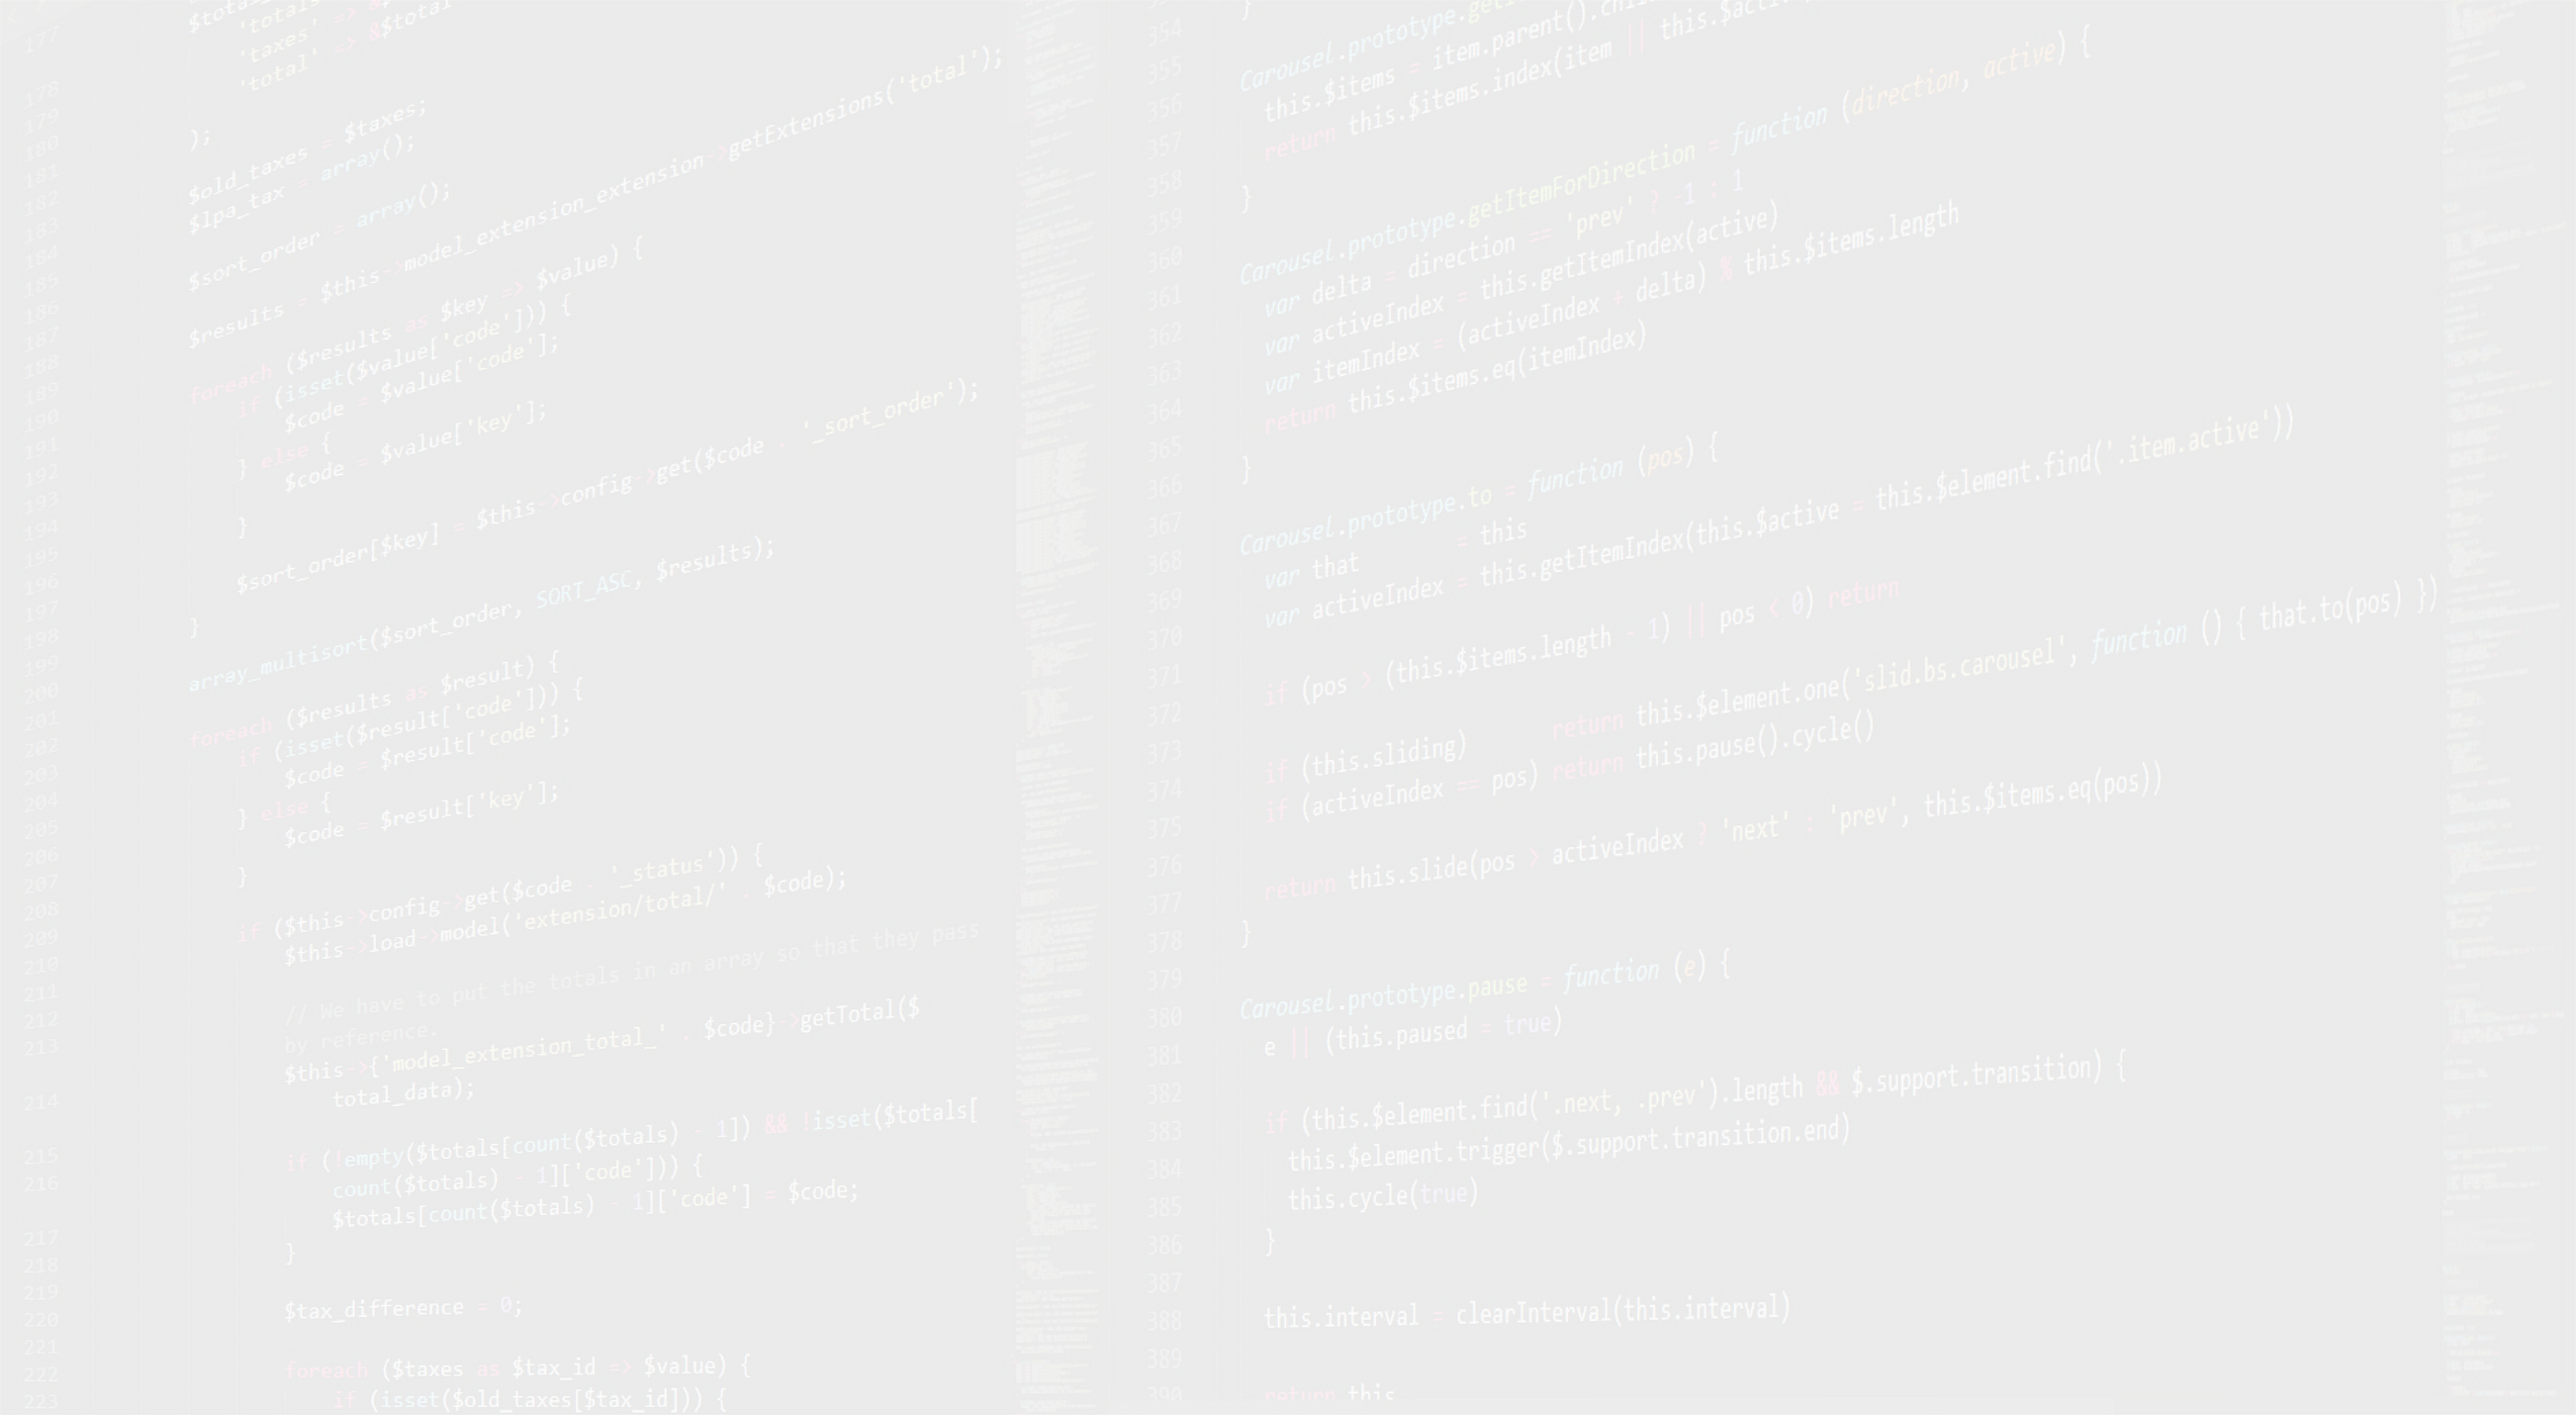 177
178
179
180
181
182
183
184
185
186
187
188
189
190
191
192
193
194
195
196
197
198
199
200
201
202
203
204
205
206
207
208
209
210
211
212
213
214
215
216
217
218
219
220
221
222
223
'taxes' =>
'total' => &$total
);
$old_taxes = $taxes;
$lpa_tax = array();
$sort_order = array();
$results = $this->model_extension_extension->getExtensions('total');
foreach ($results as $key => $value) {
if (isset($value['code'])) {
$code = $value['code'];
} else {
$code = $value['key'];
}
$sort_order[$key] = $this->config->get($code . '_sort_order');
}
array_multisort($sort_order, SORT_ASC, $results);
foreach ($results as $result) {
if (isset($result['code'])) {
$code = $result['code'];
} else {
$code = $result['key'];
}
if ($this->config->get($code . '_status')) {
$this->load->model('extension/total/' . $code);
// We have to put the totals in an array so that they pass
by reference.
$this->{'model_extension_total_' . $code}->getTotal($
total_data);
if (!empty($totals[count($totals) - 1]) && !isset($totals[
count($totals) - 1]['code'])) {
$totals[count($totals) - 1]['code'] = $code;
}
$tax_difference = 0;
foreach ($taxes as $tax_id => $value) {
if (isset($old_taxes[$tax_id])) {
354
355
356
357
358
359
360
361
362
363
364
365
366
367
368
369
370
371
372
373
374
375
376
377
378
379
380
381
382
383
384
385
386
387
388
389
390
}
Carousel.prototype.
this.$items = item.parent().
return this.$items.index(item || this.
}
Carousel.prototype.getItemForDirection = function (direction, active) {
var delta = direction == 'prev' ? -1 : 1
var activeIndex = this.getItemIndex(active)
var itemIndex = (activeIndex + delta) % this.$items.length
return this.$items.eq(itemIndex)
}
Carousel.prototype.to = function (pos) {
var that = this
var activeIndex = this.getItemIndex(this.$active = this.$element.find('.item.active'))
if (pos > (this.$items.length - 1) || pos < 0) return
if (this.sliding) return this.$element.one('slid.bs.carousel', function () { that.to(pos) })
if (activeIndex == pos) return this.pause().cycle()
return this.slide(pos > activeIndex ? 'next' : 'prev', this.$items.eq(pos))
}
Carousel.prototype.pause = function (e) {
e || (this.paused = true)
if (this.$element.find('.next, .prev').length && $.support.transition) {
this.$element.trigger($.support.transition.end)
this.cycle(true)
}
this.interval = clearInterval(this.interval)
return this